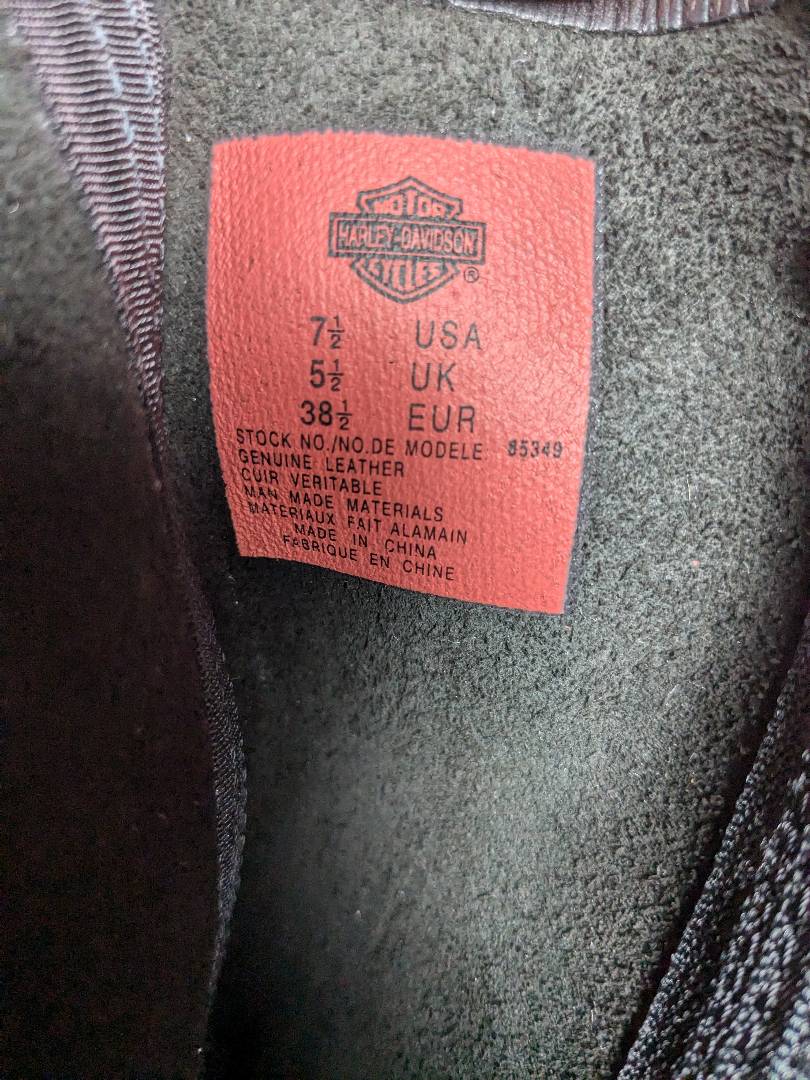 MOTOR
HARLEY-DAVIDSON
CYCLES ®
7½ USA
5½ UK
38½ EUR
STOCK NO./NO.DE MODELE 85349
GENUINE LEATHER
CUIR VERITABLE
MAN MADE MATERIALS
MATERIAUX FAIT ALAMAIN
MADE IN CHINA
FABRIQUE EN CHINE